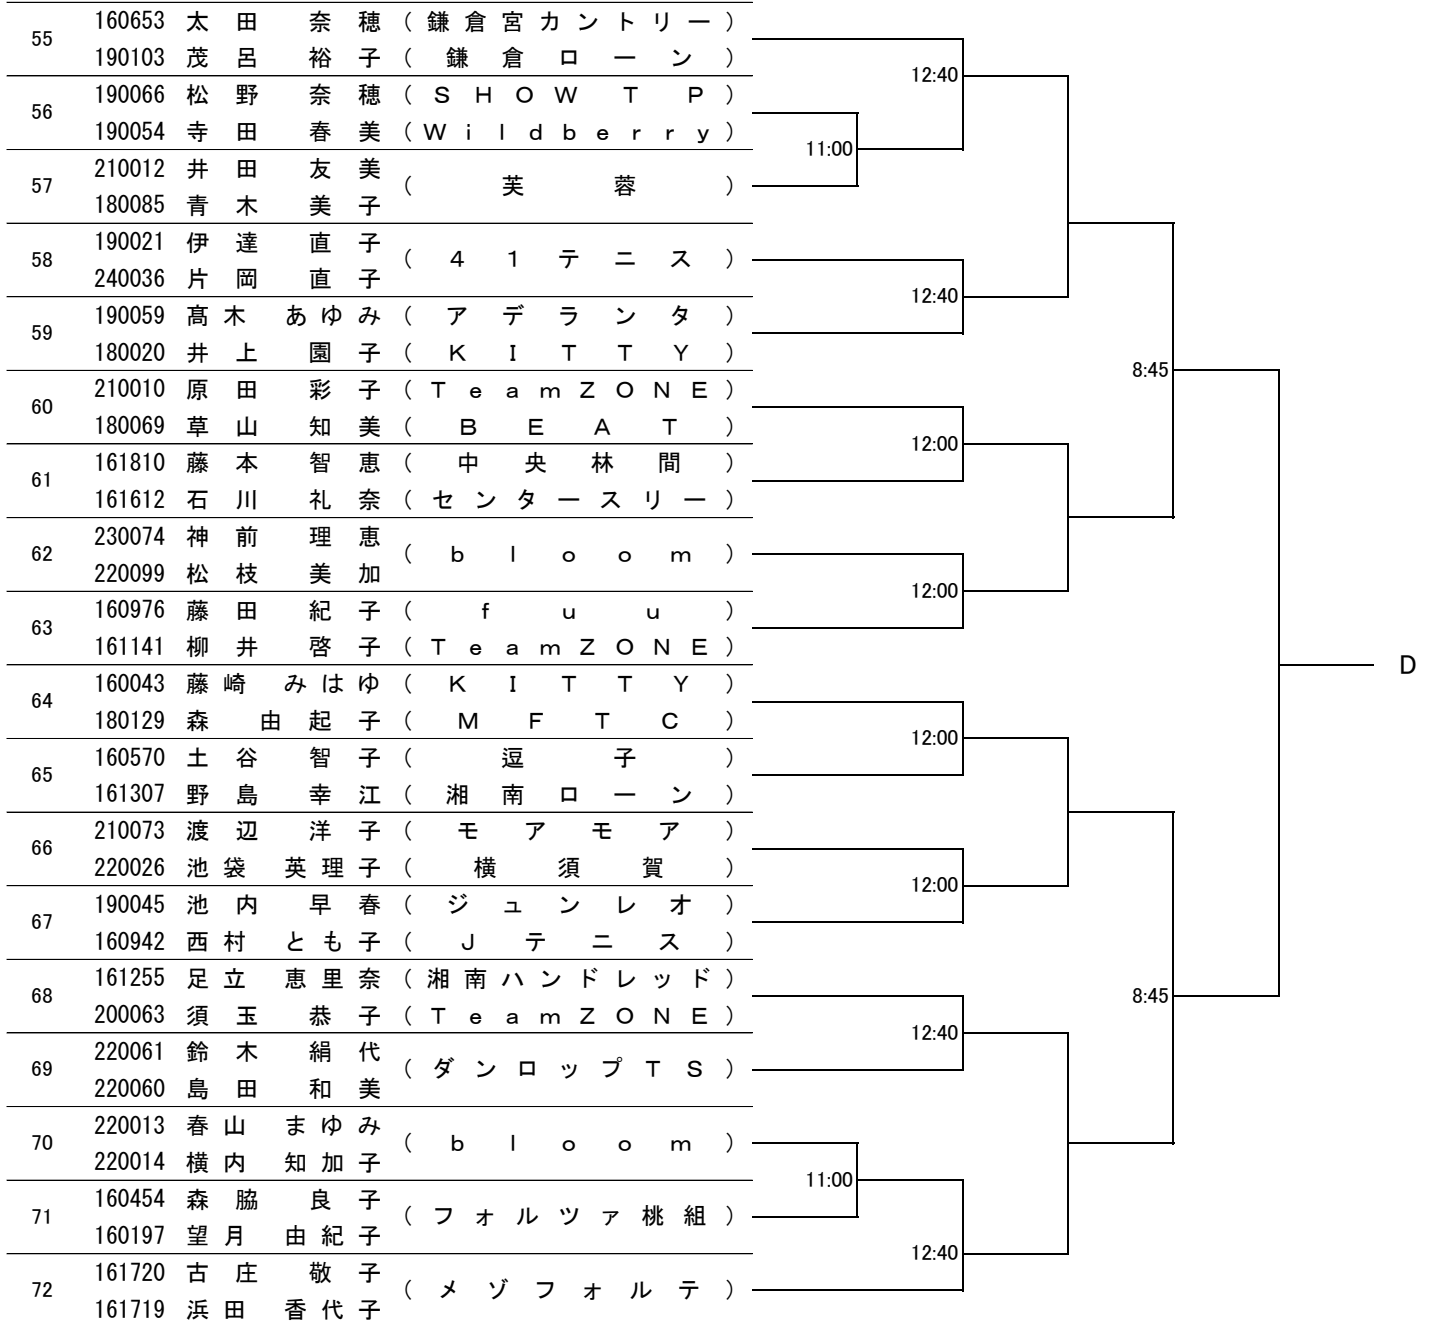 55 160653 太田 奈穂 (鎌倉宮カントリー)
190103 茂呂 裕子 (鎌倉ローン)
12:40
56 190066 松野 奈穂 (SHOW TP)
190054 寺田 春美 (Wildberry)
11:00
57 210012 井田 友美 (芙蓉)
180085 青木 美子
58 190021 伊達 直子 (41テニス)
240036 片岡 直子
12:40
59 190059 髙木 あゆみ (アデランタ)
180020 井上 園子 (KITTY)
8:45
60 210010 原田 彩子 (TeamZONE)
180069 草山 知美 (BEAT)
12:00
61 161810 藤本 智恵 (中央林間)
161612 石川 礼奈 (センタースリー)
62 230074 神前 理恵 (bloom)
220099 松枝 美加
12:00
63 160976 藤田 紀子 (fuu)
161141 柳井 啓子 (TeamZONE)
D
64 160043 藤崎 みはゆ (KITTY)
180129 森 由起子 (MFTC)
12:00
65 160570 土谷 智子 (逗子)
161307 野島 幸江 (湘南ローン)
66 210073 渡辺 洋子 (モアモア)
220026 池袋 英理子 (横須賀)
12:00
67 190045 池内 早春 (ジュンレオ)
160942 西村 とも子 (Jテニス)
68 161255 足立 恵里奈 (湘南ハンドレッド)
8:45
200063 須玉 恭子 (TeamZONE)
12:40
69 220061 鈴木 絹代 (ダンロップTS)
220060 島田 和美
70 220013 春山 まゆみ (bloom)
220014 横内 知加子
11:00
71 160454 森脇 良子 (フォルツァ桃組)
160197 望月 由紀子
12:40
72 161720 古庄 敬子 (メゾフォルテ)
161719 浜田 香代子